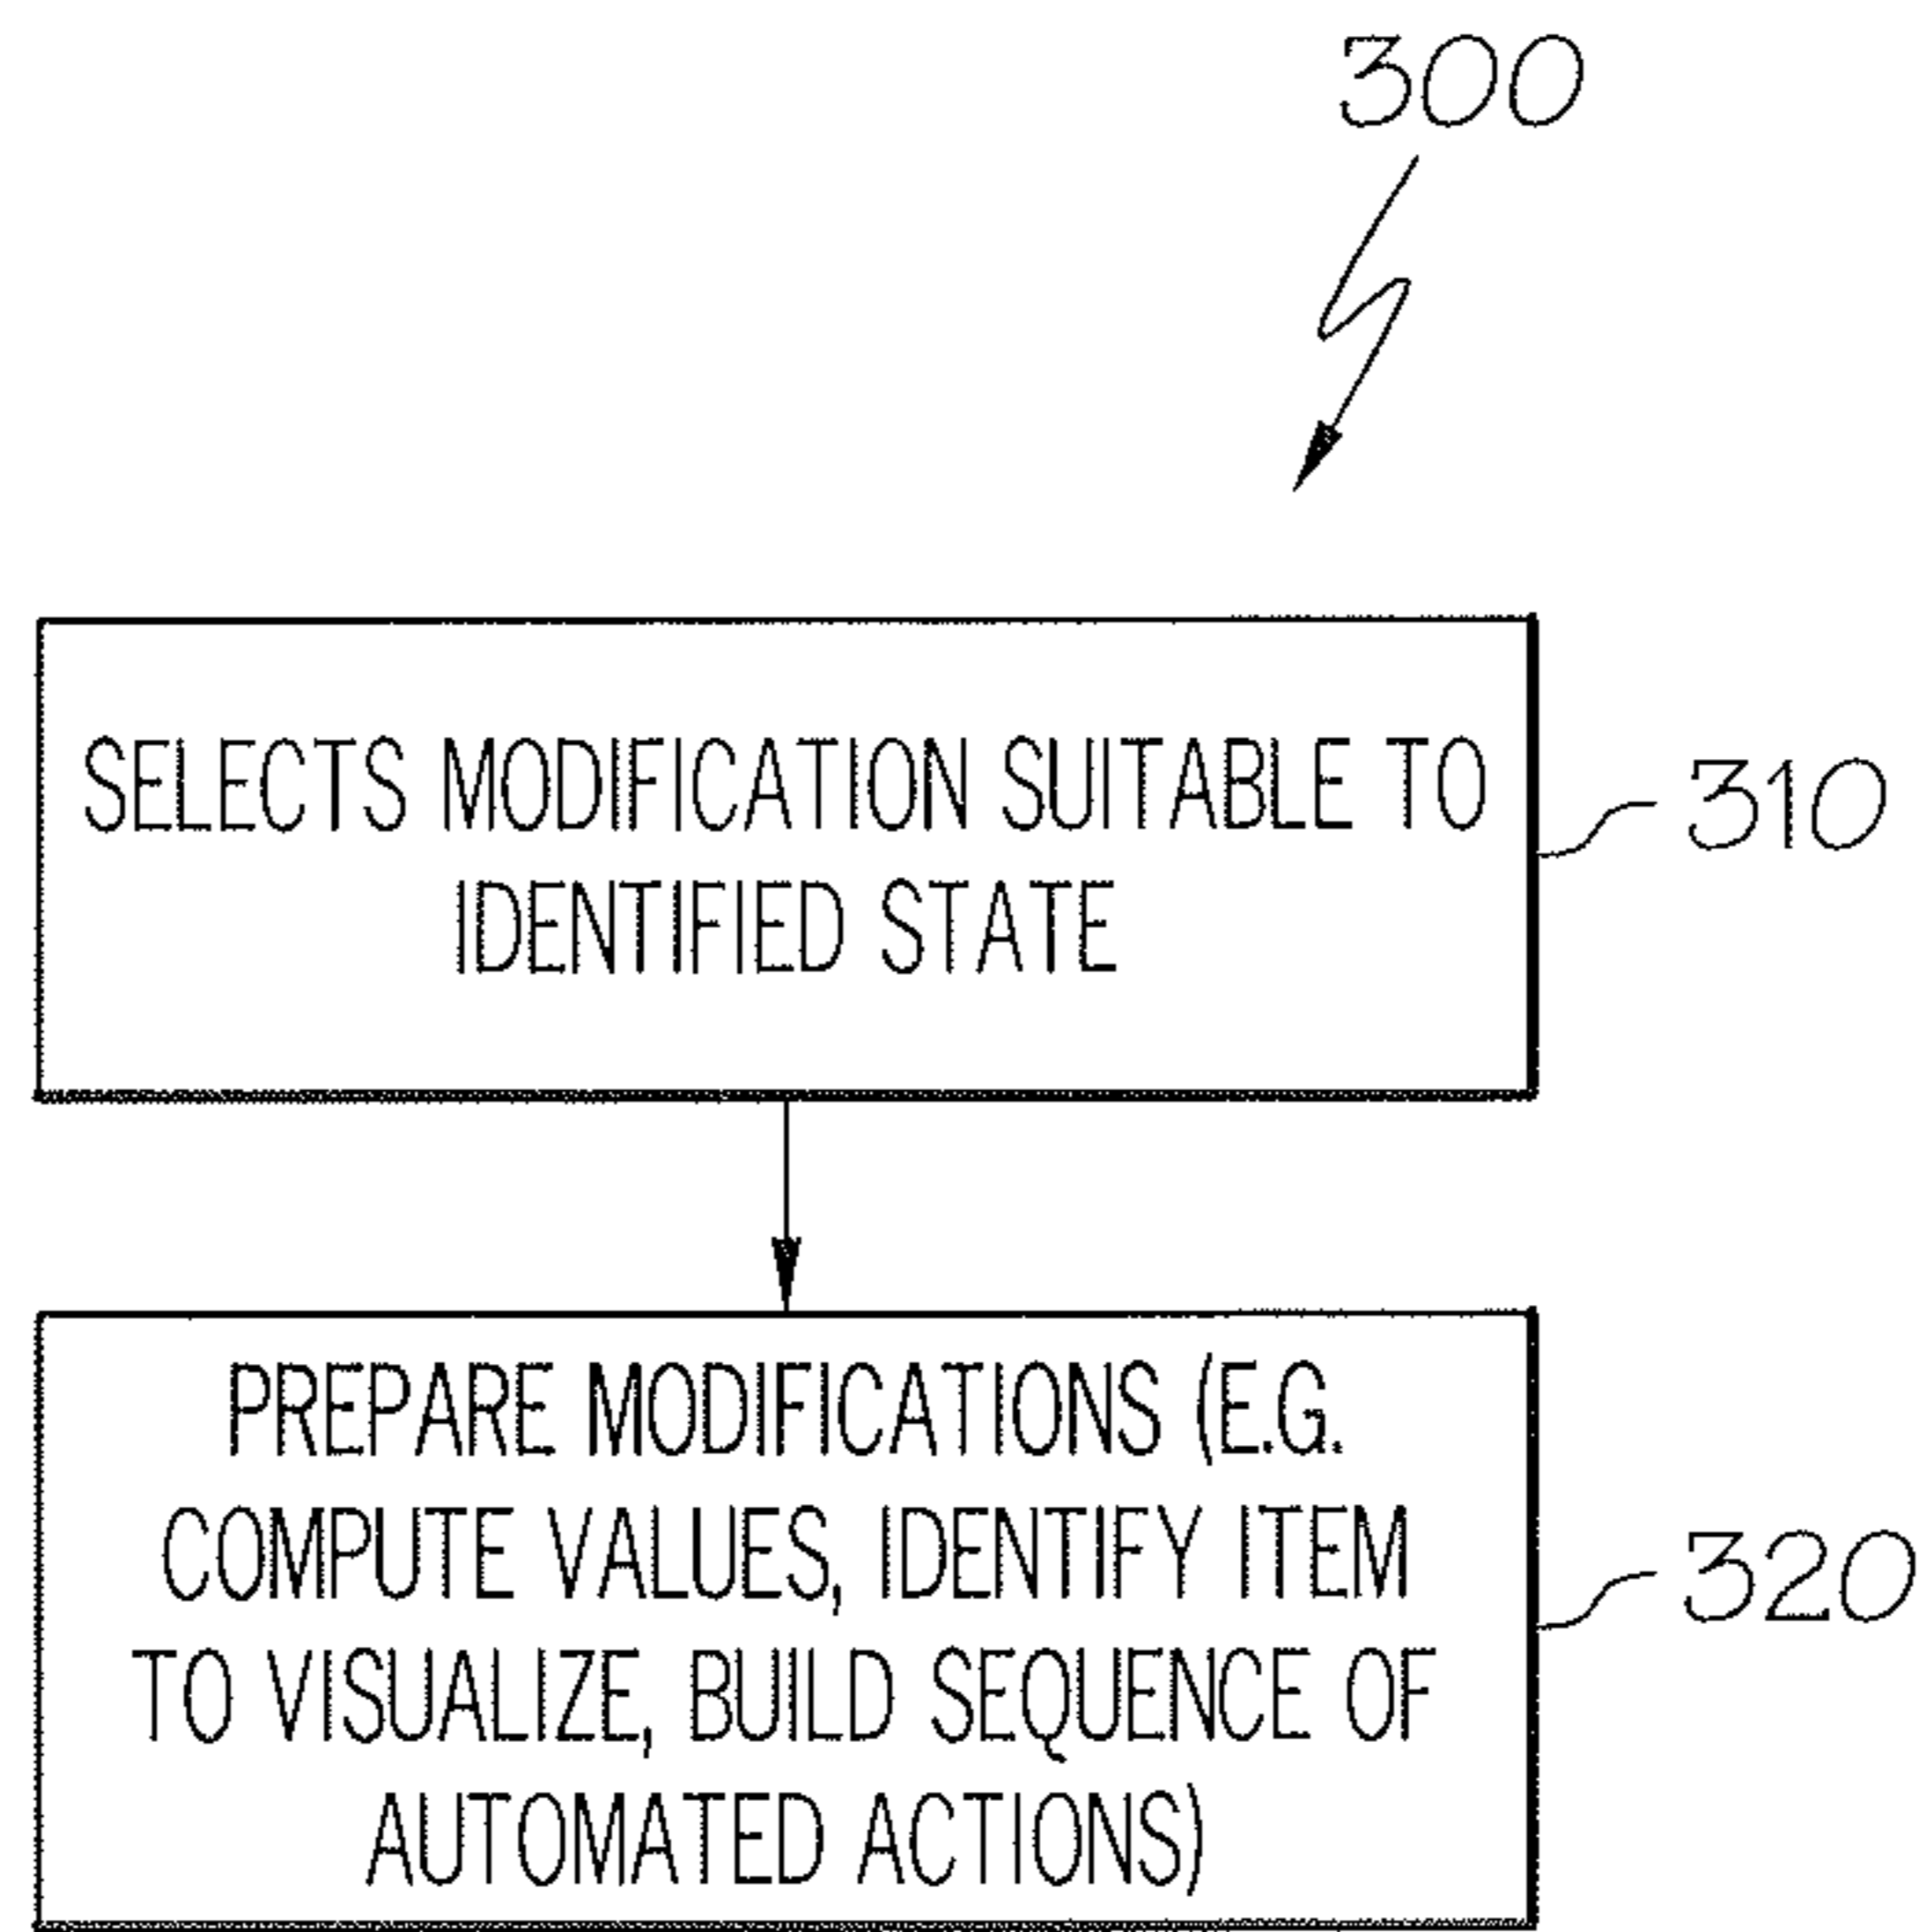 300
SELECTS MODIFICATION SUITABLE TO
IDENTIFIED STATE
310
PREPARE MODIFICATIONS (E.G.
COMPUTE VALUES, IDENTIFY ITEM
TO VISUALIZE, BUILD SEQUENCE OF
AUTOMATED ACTIONS)
320